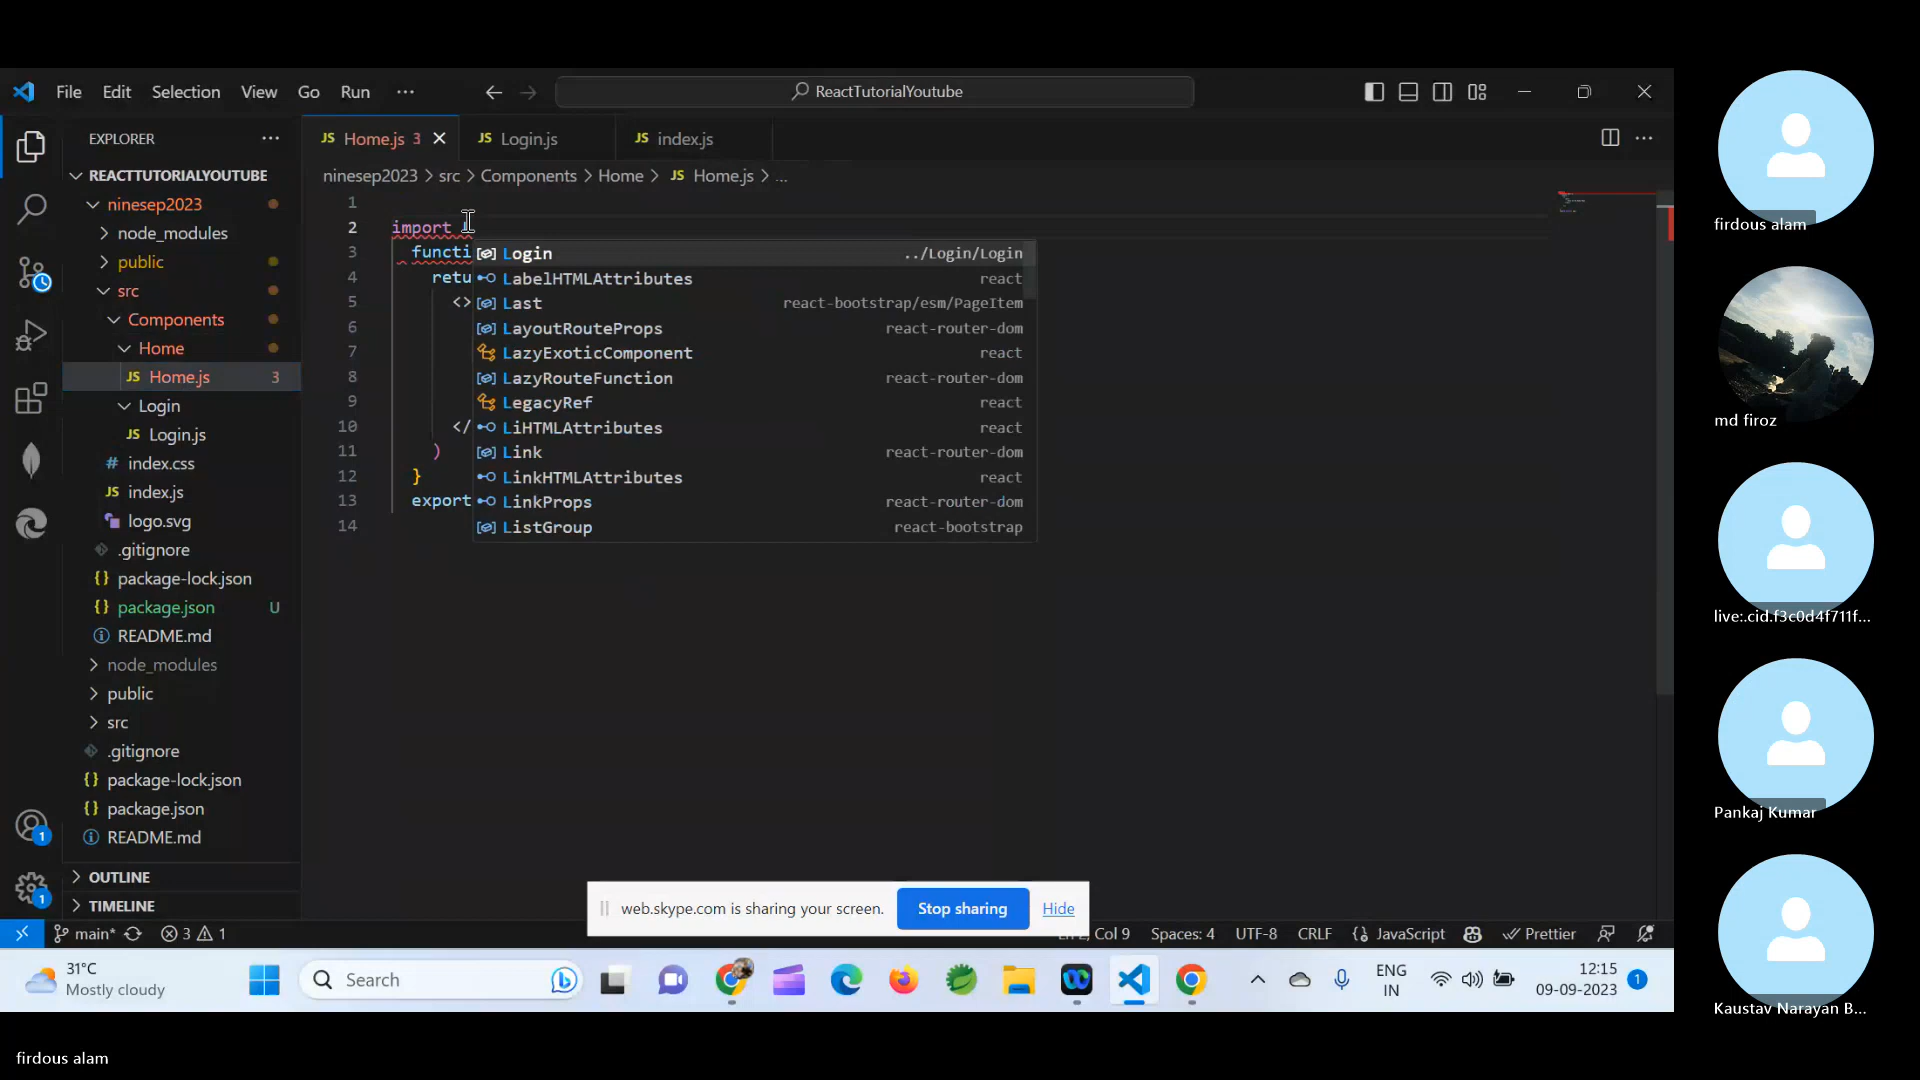 File Edit Selection View Go Run ··· ReactTutorialYoutube
EXPLORER ···
JS Home.js 3 JS Login.js JS index.js ···
REACTTUTORIALYOUTUBE
ninesep2023 > src > Components > Home > JS Home.js > ...
ninesep2023
node_modules
public
src
Components
Home
JS Home.js 3
Login
JS Login.js
# index.css
JS index.js
logo.svg
.gitignore
{} package-lock.json
{} package.json U
README.md
node_modules
public
src
.gitignore
{} package-lock.json
{} package.json
README.md
OUTLINE
TIMELINE
1
2 import
3 functi
4 retu
5 <>
6
7
8
9
10 </
11 )
12 }
13 export
14
Login ../Login/Login
LabelHTMLAttributes react
Last react-bootstrap/esm/PageItem
LayoutRouteProps react-router-dom
LazyExoticComponent react
LazyRouteFunction react-router-dom
LegacyRef react
LiHTMLAttributes react
Link react-router-dom
LinkHTMLAttributes react
LinkProps react-router-dom
ListGroup react-bootstrap
1
1
web.skype.com is sharing your screen. Stop sharing Hide
main* 3 1 Col 9 Spaces: 4 UTF-8 CRLF {} JavaScript Prettier
31°C
Mostly cloudy
Search
ENG
IN
12:15
09-09-2023
1
firdous alam
md firoz
live:.cid.f3c0d4f711f...
Pankaj Kumar
Kaustav Narayan B...
firdous alam